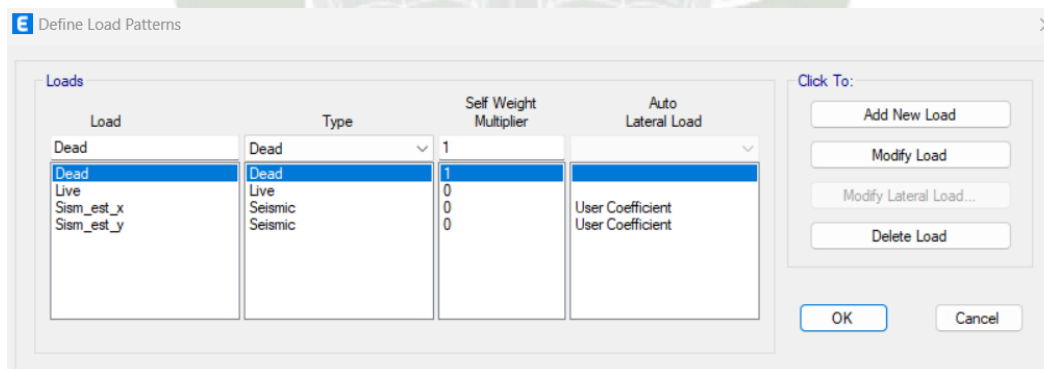 E Define Load Patterns
Loads
Click To:
Load Type Self Weight Multiplier Auto Lateral Load
Dead Dead 1
Dead Dead 1
Live Live 0
Sism_est_x Seismic 0 User Coefficient
Sism_est_y Seismic 0 User Coefficient
Add New Load
Modify Load
Modify Lateral Load...
Delete Load
OK Cancel